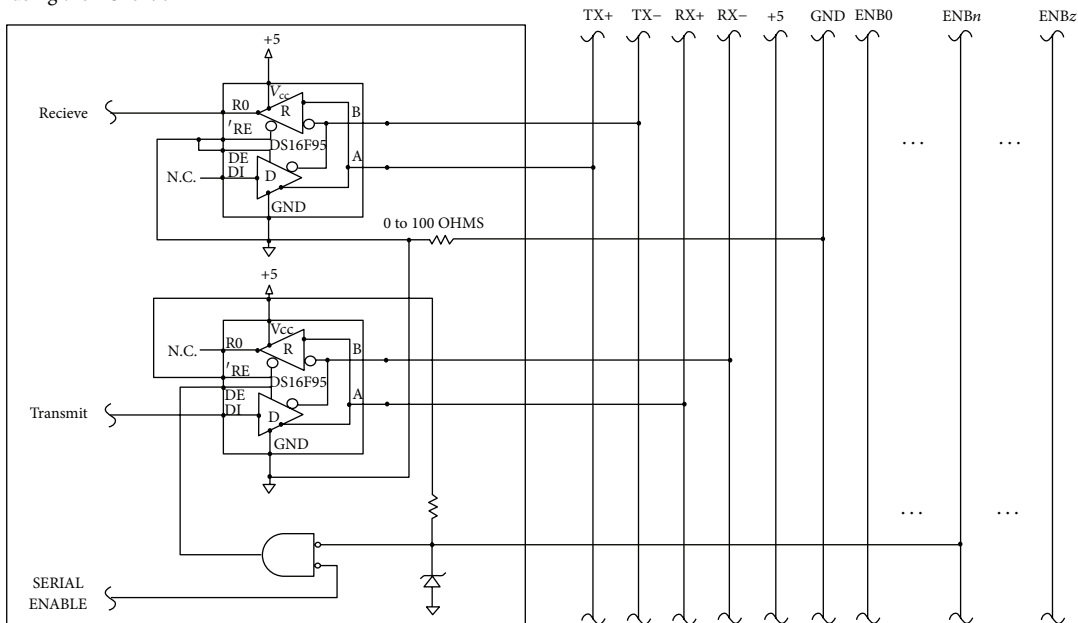 TX+ TX− RX+ RX− +5 GND ENB0 ENBn ENBz
+5
Vcc
R0
R
B
Recieve
′RE
DS16F95
DE
A
N.C.
DI
D
GND
0 to 100 OHMS
... ...
+5
Vcc
N.C.
R0
R
B
′RE
DS16F95
DE
A
Transmit
DI
D
GND
... ...
SERIAL
ENABLE